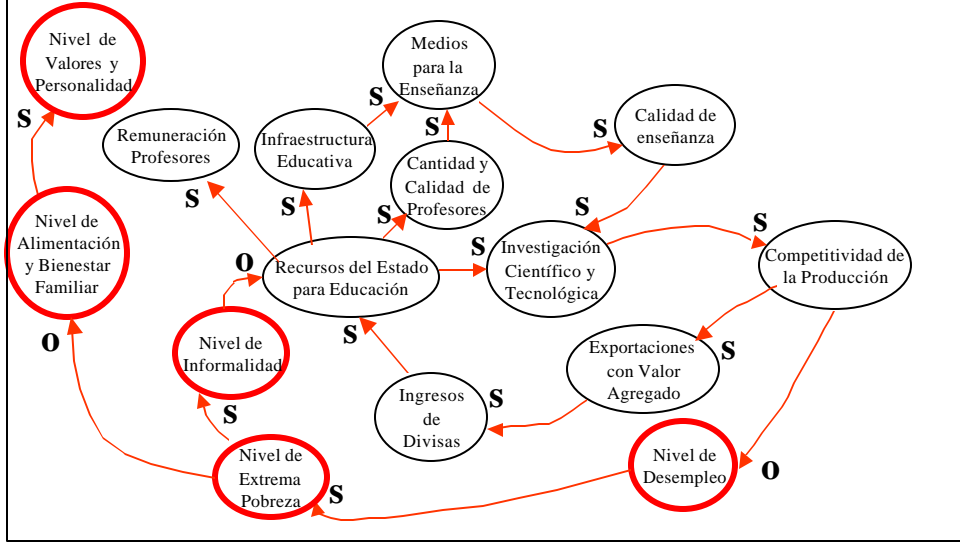 Nivel de
Valores y
Personalidad
S
Remuneración
Profesores
S
Infraestructura
Educativa
S
S
Medios
para la
Enseñanza
S
Cantidad y
Calidad de
Profesores
S
S
Calidad de
enseñanza
S
Nivel de
Alimentación
y Bienestar
Familiar
O
O
Recursos del Estado
para Educación
S
S
Investigación
Científico y
Tecnológica
S
Competitividad de
la Producción
Nivel de
Informalidad
S
Exportaciones
con Valor
Agregado
S
Ingresos
de
Divisas
S
Nivel de
Extrema
Pobreza
S
Nivel de
Desempleo
O